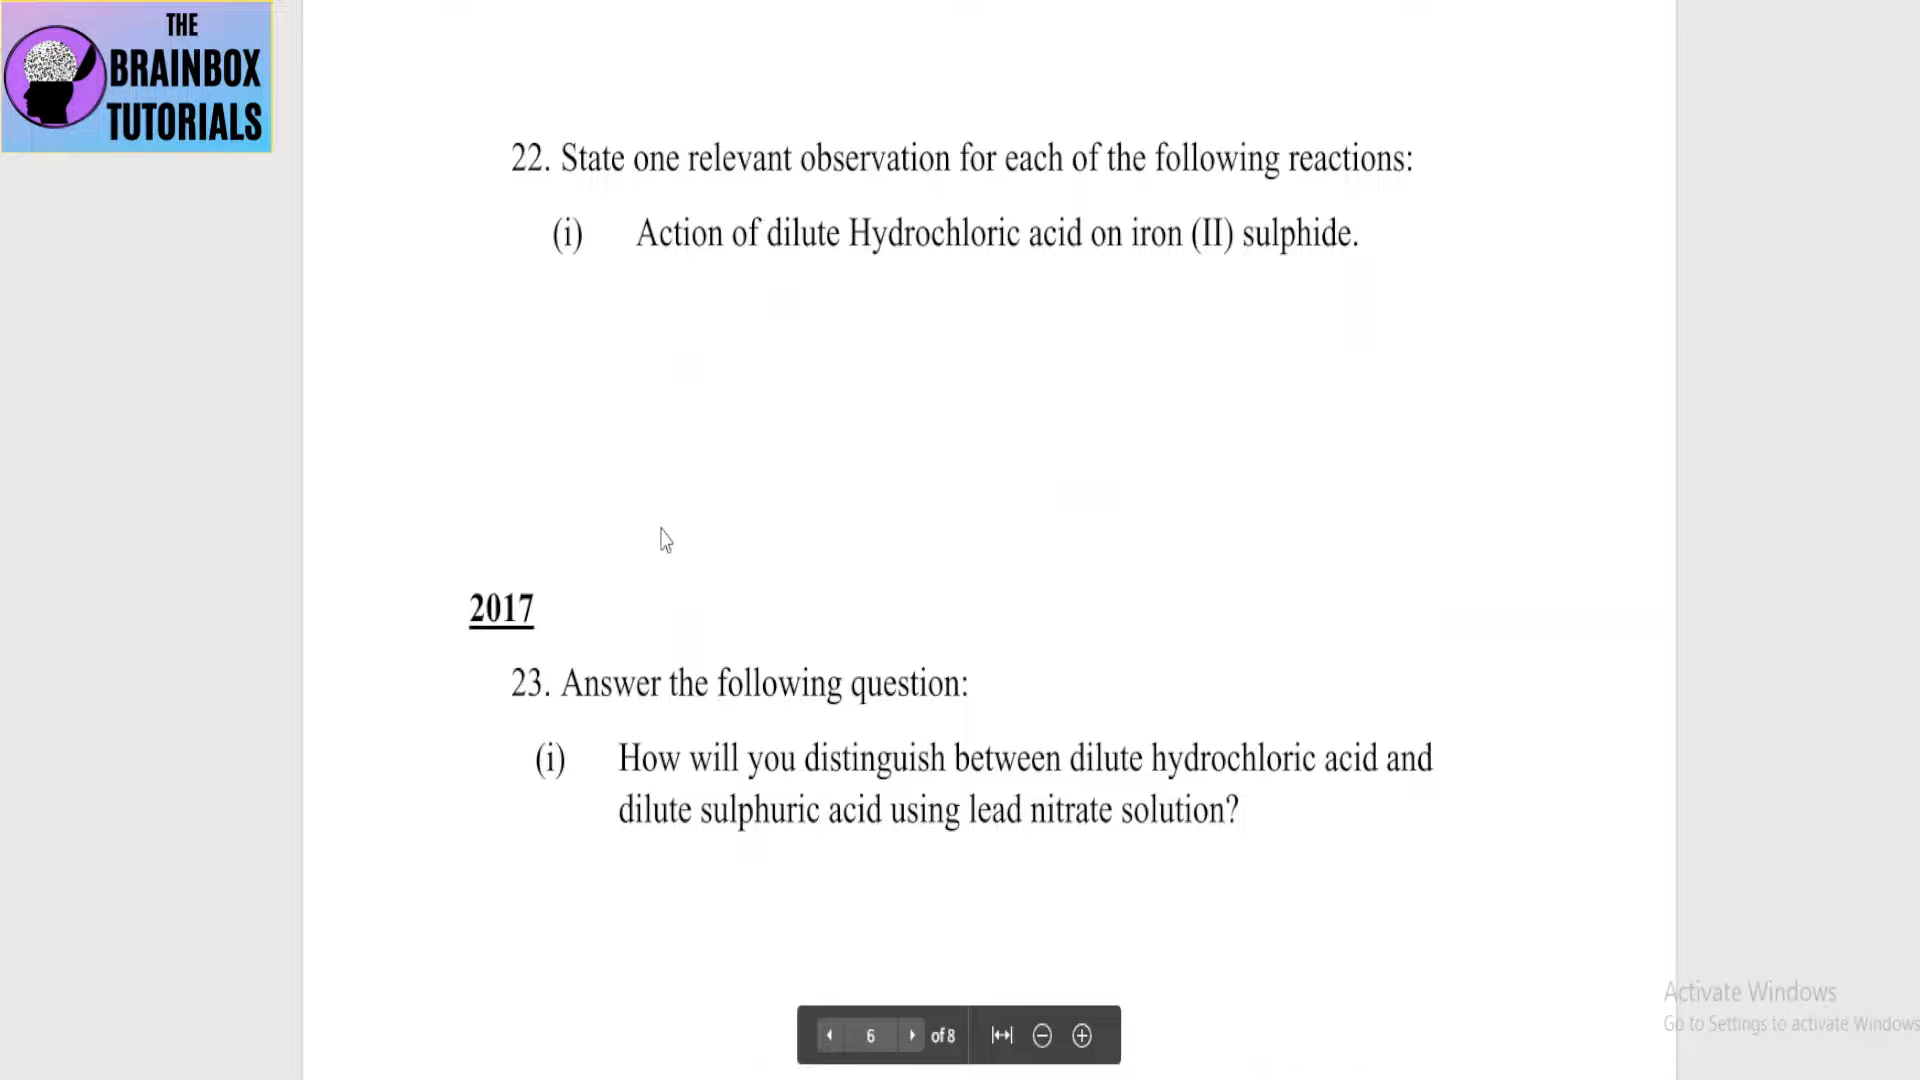 THE
BRAINBOX
TUTORIALS
22. State one relevant observation for each of the following reactions:
(i) Action of dilute Hydrochloric acid on iron (II) sulphide.
2017
23. Answer the following question:
(i) How will you distinguish between dilute hydrochloric acid and
dilute sulphuric acid using lead nitrate solution?
6 of 8
Activate Windows
Go to Settings to activate Windows